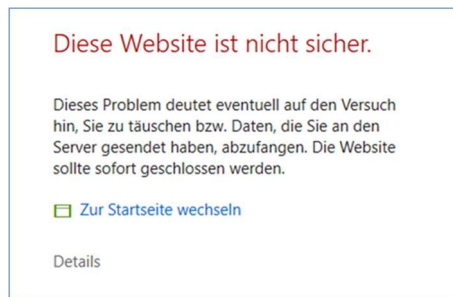 Diese Website ist nicht sicher.
Dieses Problem deutet eventuell auf den Versuch
hin, Sie zu täuschen bzw. Daten, die Sie an den
Server gesendet haben, abzufangen. Die Website
sollte sofort geschlossen werden.
Zur Startseite wechseln
Details